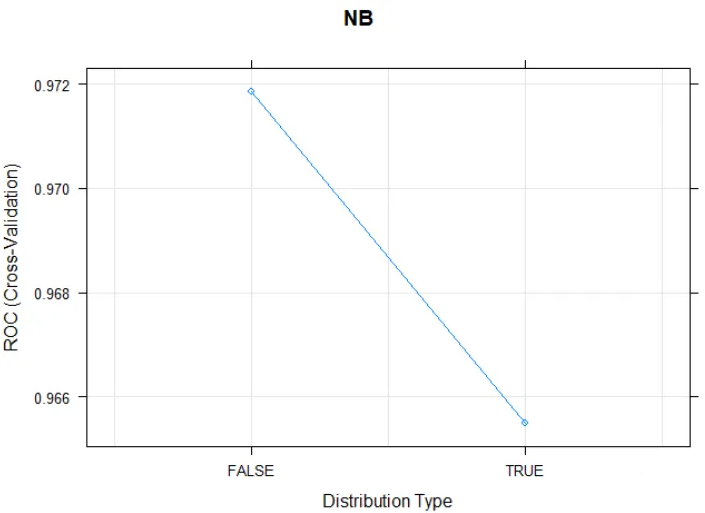 NB
ROC (Cross-Validation)
0.972
0.970
0.968
0.966
FALSE TRUE
Distribution Type